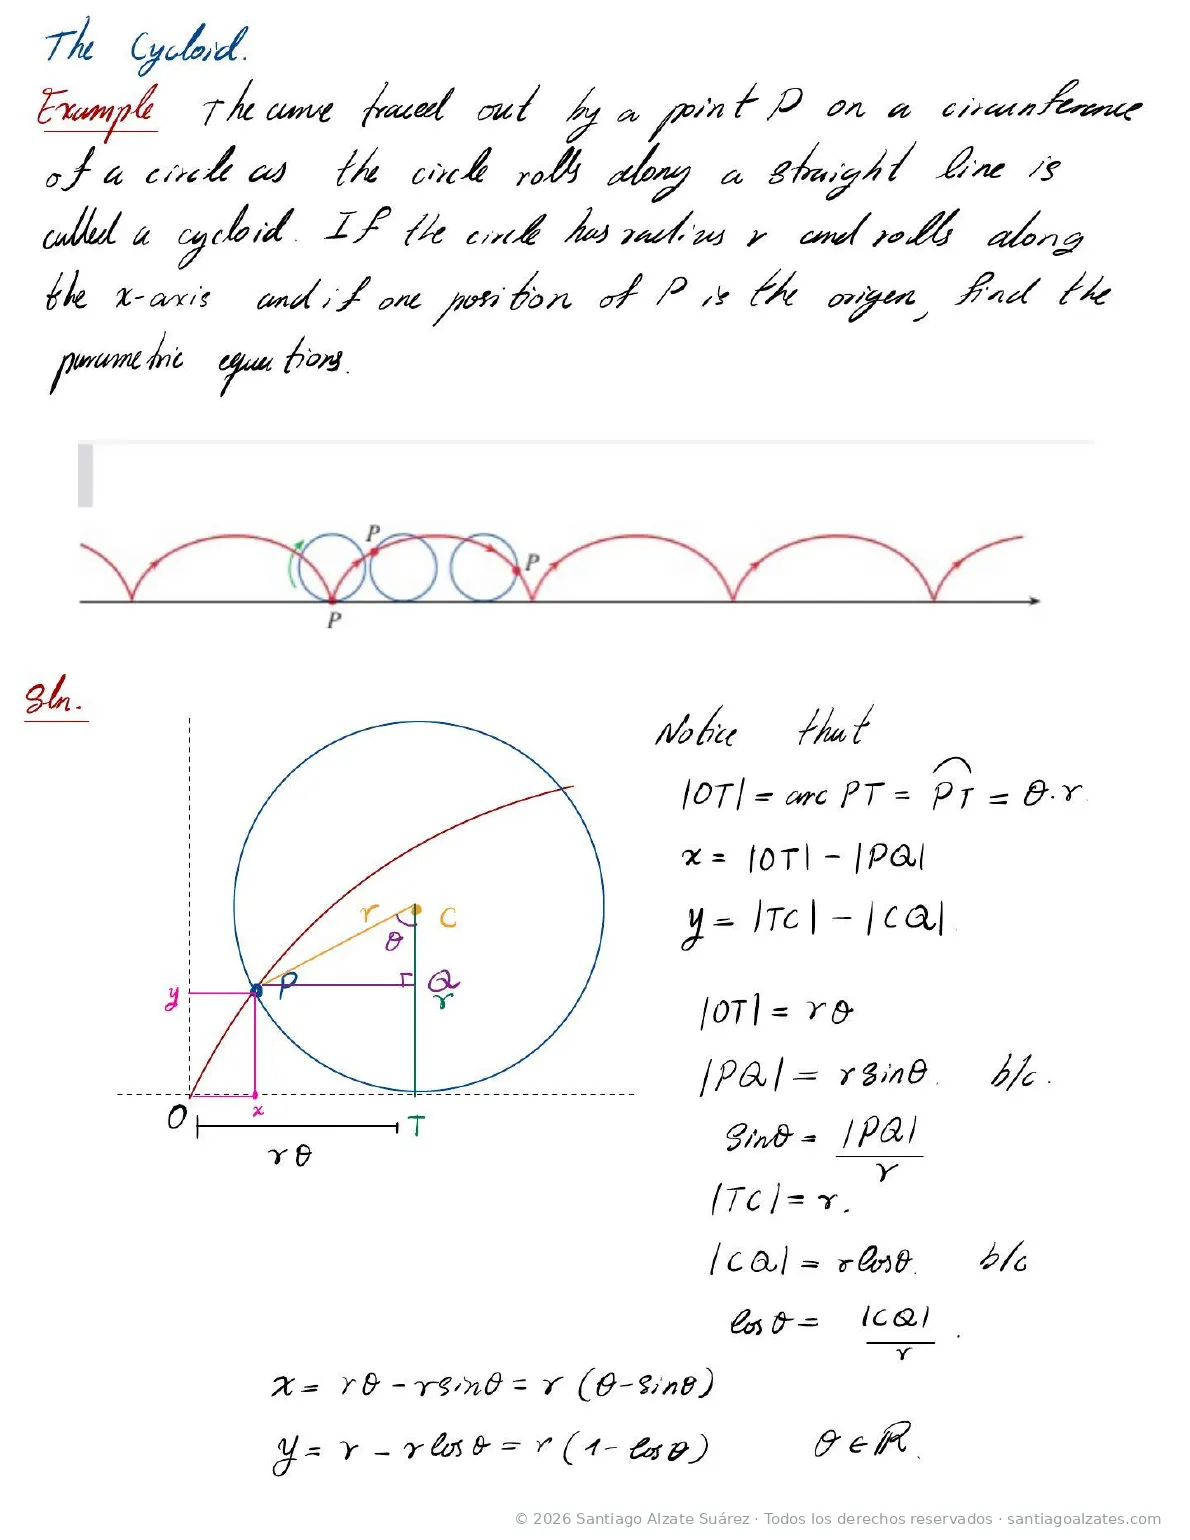 The Cycloid.
Example The curve traced out by a point P on a circumference
of a circle as the circle rolls along a straight line is
called a cycloid. If the circle has radius r and rolls along
the x-axis and if one position of P is the origen, find the
parametric equations.
P
P
P
Sln.
Notice that
|OT| = arc PT = P͡T = θ·r
x = |OT| - |PQ|
y = |TC| - |CQ|
r C
θ
y P Q
r
O x T
rθ
|OT| = rθ
|PQ| = r sinθ. b/c.
Sinθ = |PQ|/r
|TC| = r.
|CQ| = r Cosθ. b/c
Cosθ = |CQ|/r.
x = rθ - r sinθ = r (θ - sinθ)
y = r - r Cosθ = r (1 - Cosθ) θ ∈ ℝ.
© 2026 Santiago Alzate Suárez · Todos los derechos reservados · santiagoalzates.com